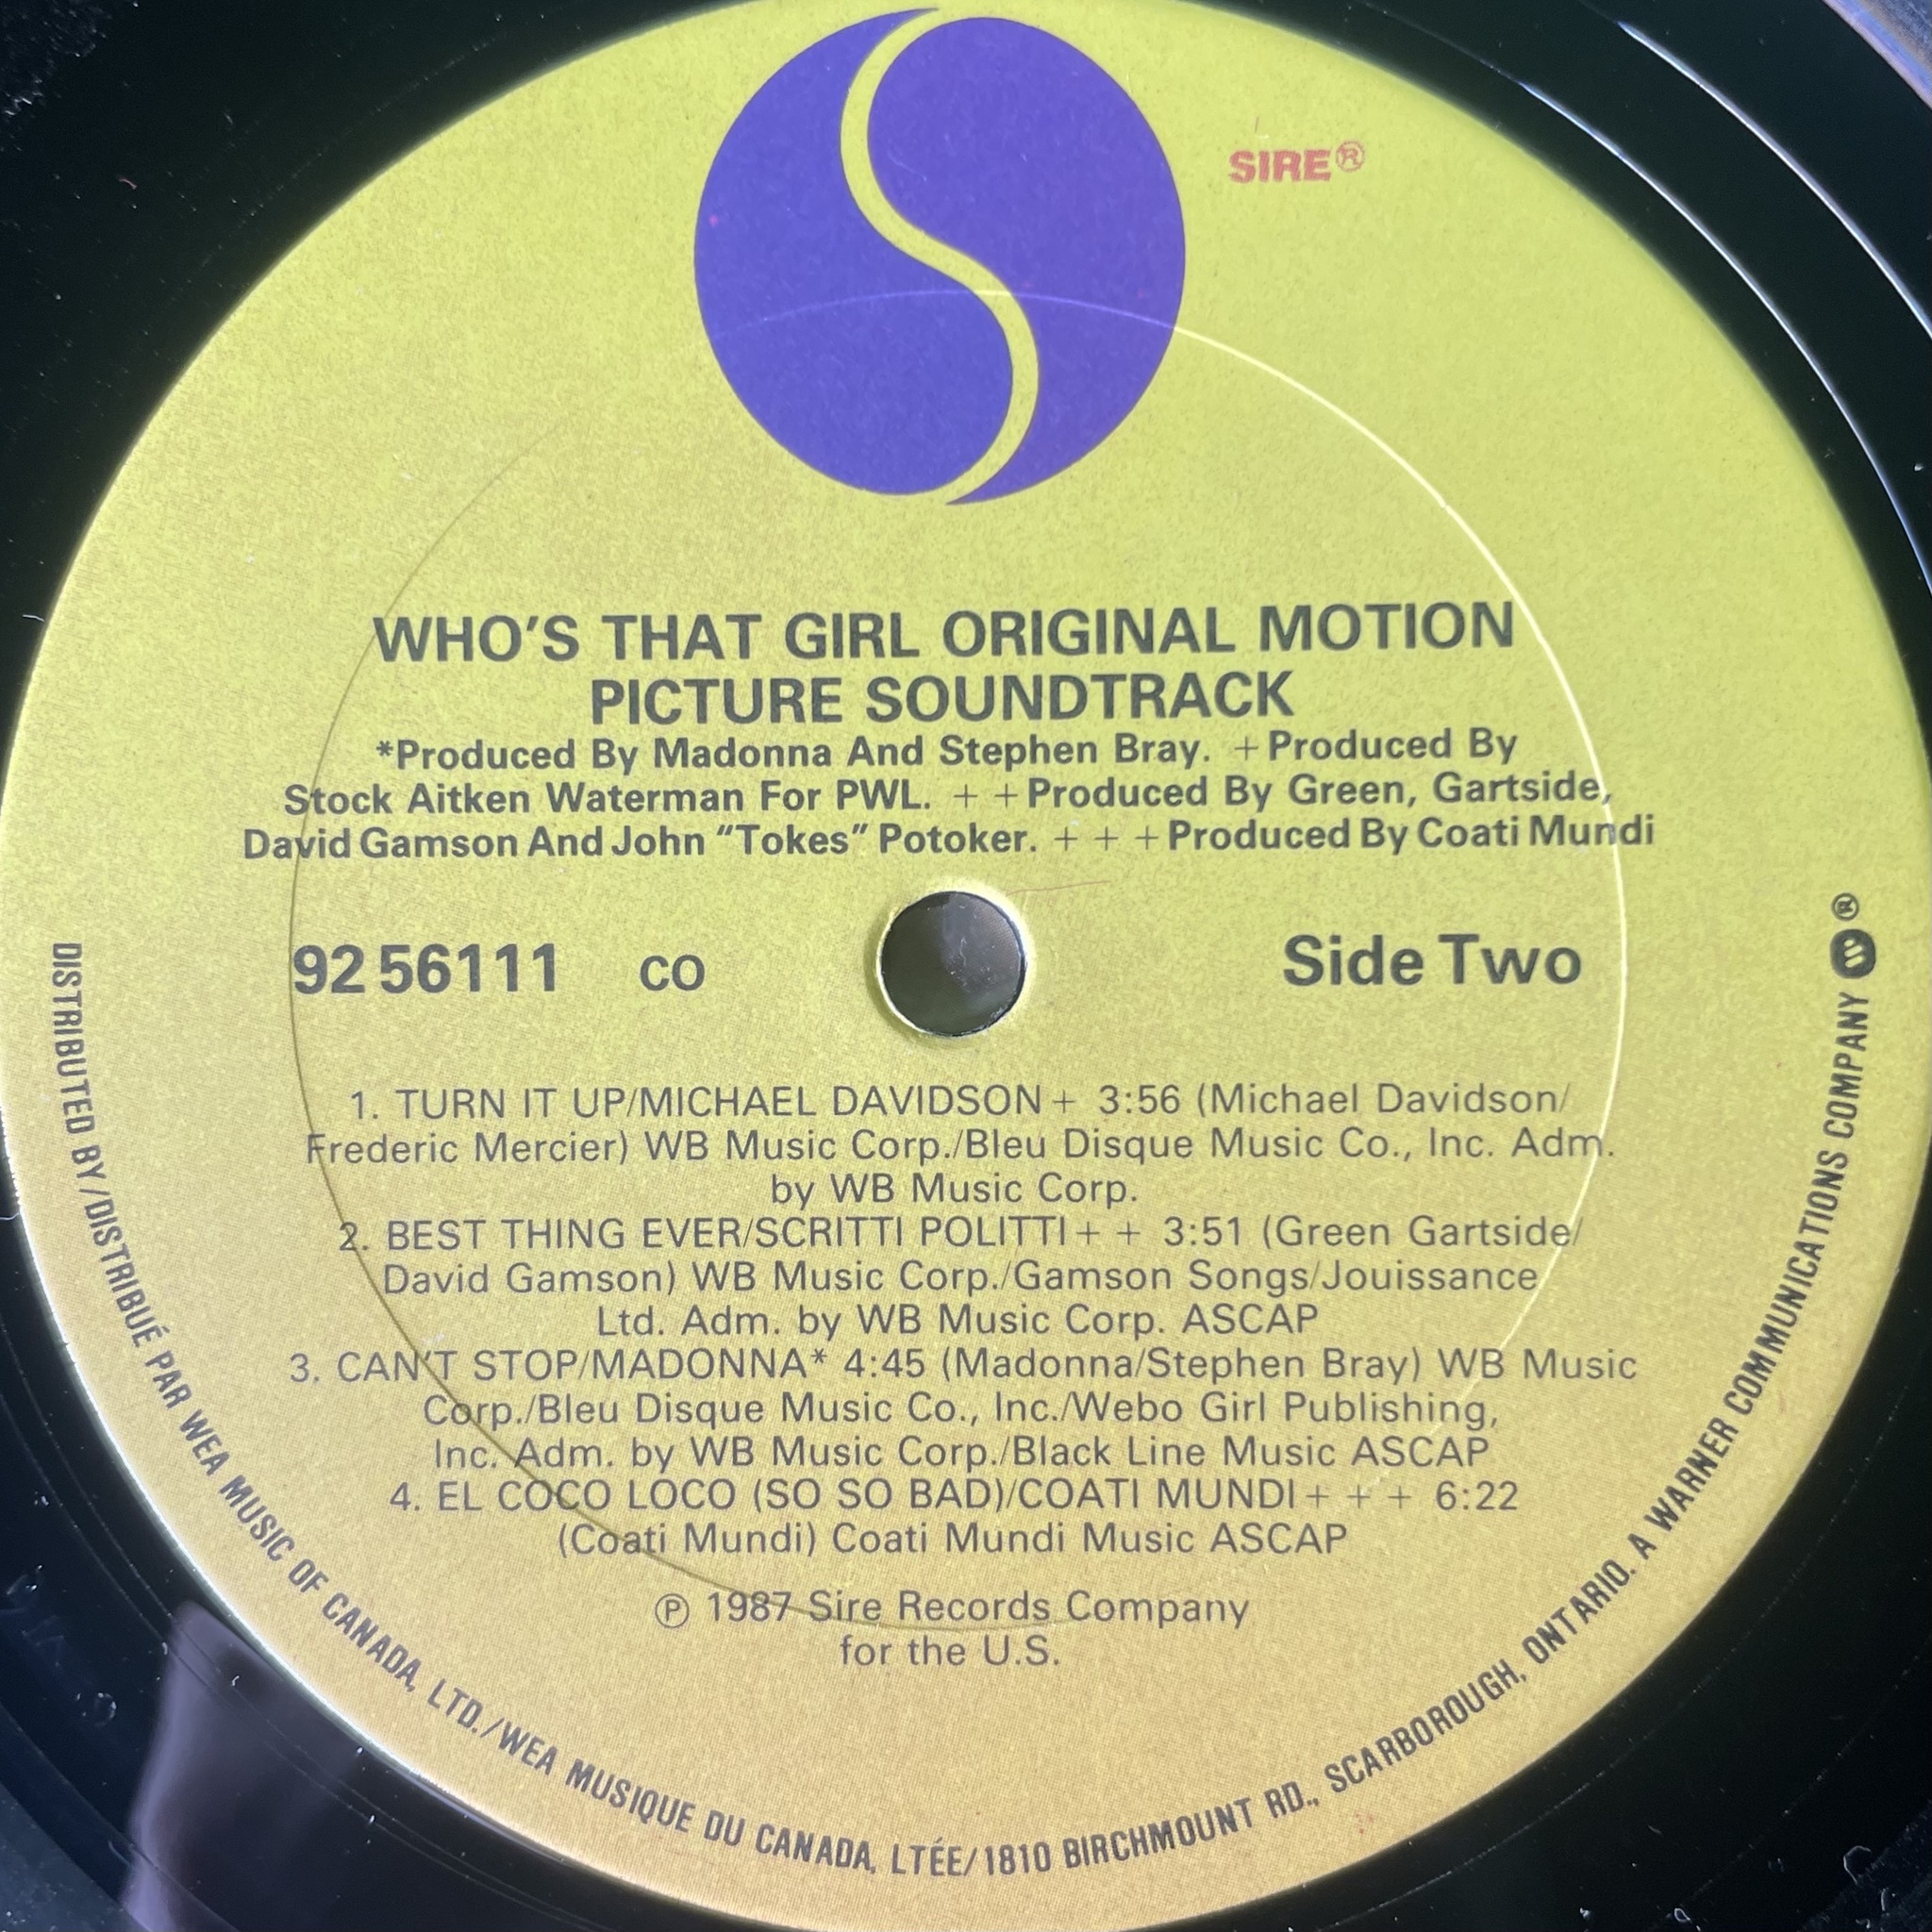 SIRE®
WHO'S THAT GIRL ORIGINAL MOTION
PICTURE SOUNDTRACK
*Produced By Madonna And Stephen Bray. +Produced By
Stock Aitken Waterman For PWL. + +Produced By Green, Gartside,
David Gamson And John "Tokes" Potoker. + + +Produced By Coati Mundi
92 56111 CO Side Two
1. TURN IT UP/MICHAEL DAVIDSON+ 3:56 (Michael Davidson/
Frederic Mercier) WB Music Corp./Bleu Disque Music Co., Inc. Adm.
by WB Music Corp.
2. BEST THING EVER/SCRITTI POLITTI+ + 3:51 (Green Gartside/
David Gamson) WB Music Corp./Gamson Songs/Jouissance
Ltd. Adm. by WB Music Corp. ASCAP
3. CAN'T STOP/MADONNA* 4:45 (Madonna/Stephen Bray) WB Music
Corp./Bleu Disque Music Co., Inc./Webo Girl Publishing,
Inc. Adm. by WB Music Corp./Black Line Music ASCAP
4. EL COCO LOCO (SO SO BAD)/COATI MUNDI+ + + 6:22
(Coati Mundi) Coati Mundi Music ASCAP
℗ 1987 Sire Records Company
for the U.S.
DISTRIBUTED BY/DISTRIBUÉ PAR WEA MUSIC OF CANADA, LTD./WEA MUSIQUE DU CANADA, LTÉE/1810 BIRCHMOUNT RD., SCARBOROUGH, ONTARIO. A WARNER COMMUNICATIONS COMPANY ®